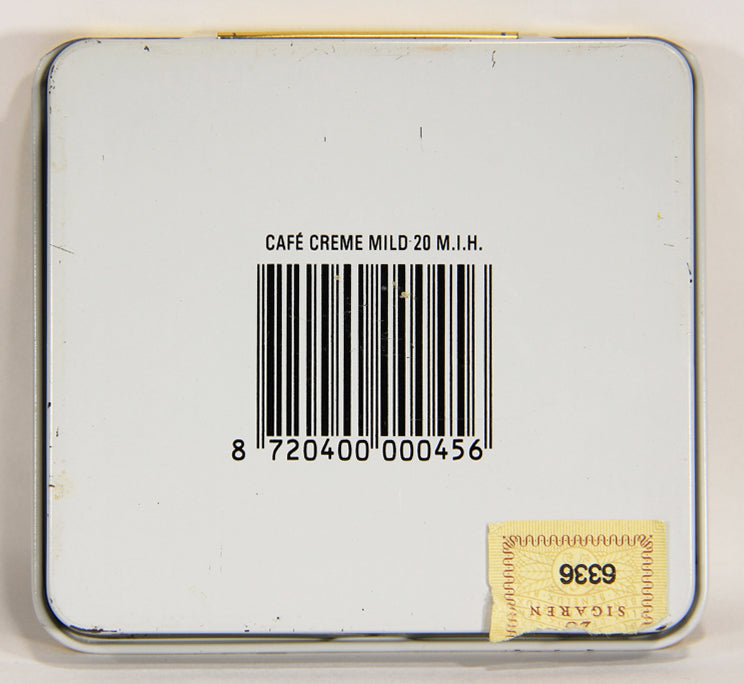 CAFÉ CREME MILD 20 M.I.H.
8 720400 000456
6336
SIGAREN